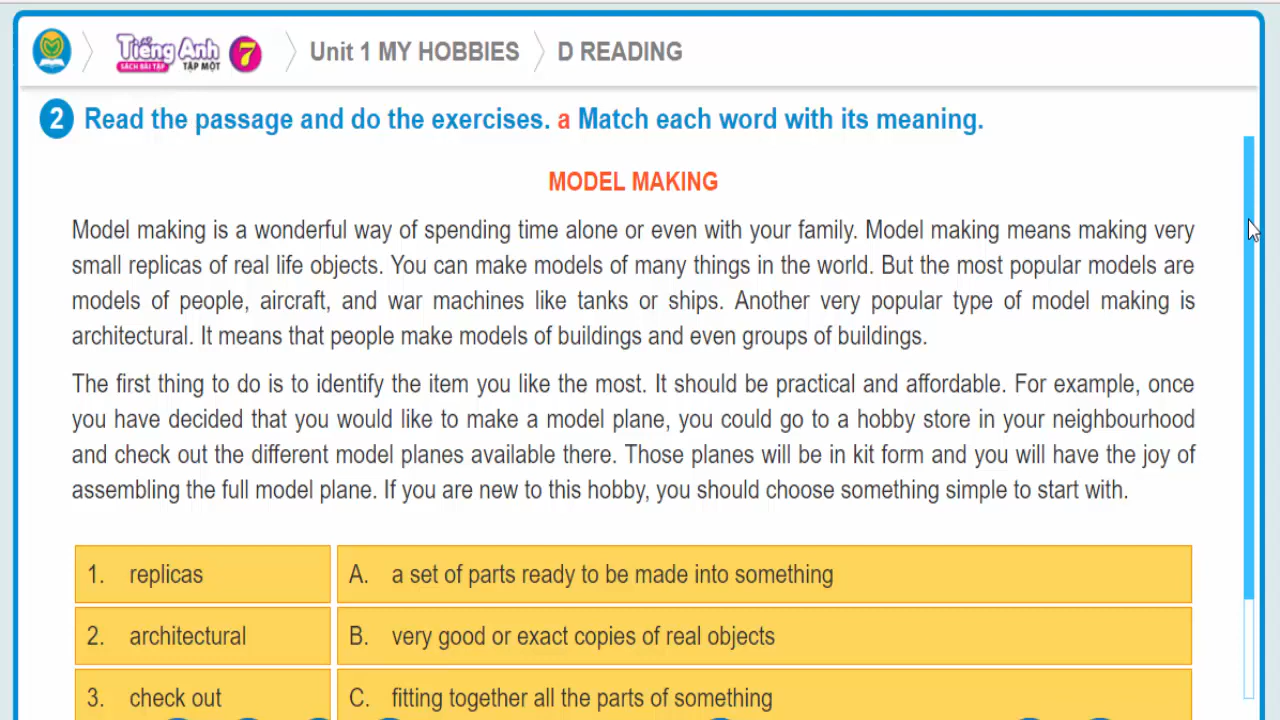 Tiếng Anh 7
SÁCH BÀI TẬP TẬP MỘT
Unit 1 MY HOBBIES
D READING
2 Read the passage and do the exercises. a Match each word with its meaning.
MODEL MAKING
Model making is a wonderful way of spending time alone or even with your family. Model making means making very
small replicas of real life objects. You can make models of many things in the world. But the most popular models are
models of people, aircraft, and war machines like tanks or ships. Another very popular type of model making is
architectural. It means that people make models of buildings and even groups of buildings.
The first thing to do is to identify the item you like the most. It should be practical and affordable. For example, once
you have decided that you would like to make a model plane, you could go to a hobby store in your neighbourhood
and check out the different model planes available there. Those planes will be in kit form and you will have the joy of
assembling the full model plane. If you are new to this hobby, you should choose something simple to start with.
1. replicas A. a set of parts ready to be made into something
2. architectural B. very good or exact copies of real objects
3. check out C. fitting together all the parts of something